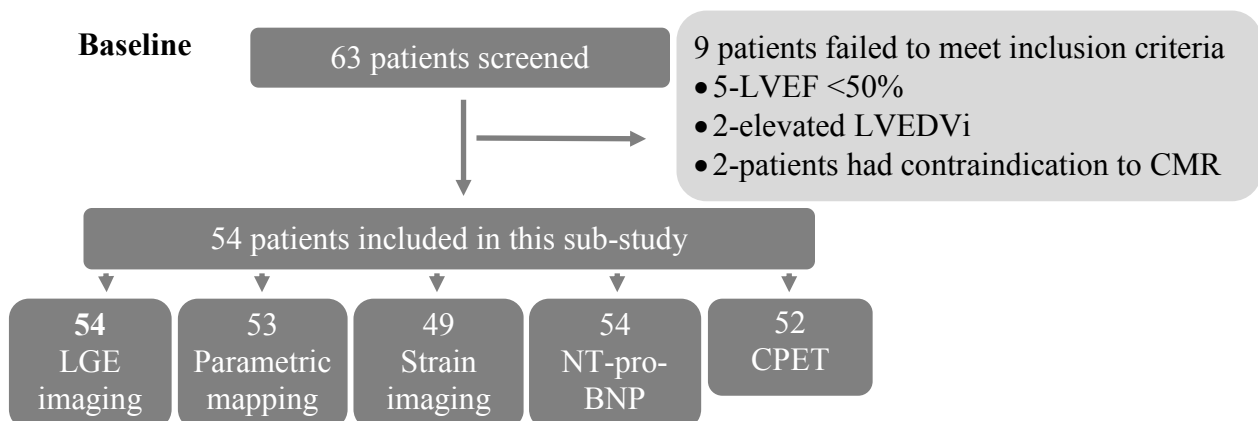 Baseline
63 patients screened
9 patients failed to meet inclusion criteria
•5-LVEF <50%
•2-elevated LVEDVi
•2-patients had contraindication to CMR
54 patients included in this sub-study
54
LGE
imaging
53
Parametric
mapping
49
Strain
imaging
54
NT-pro-
BNP
52
CPET